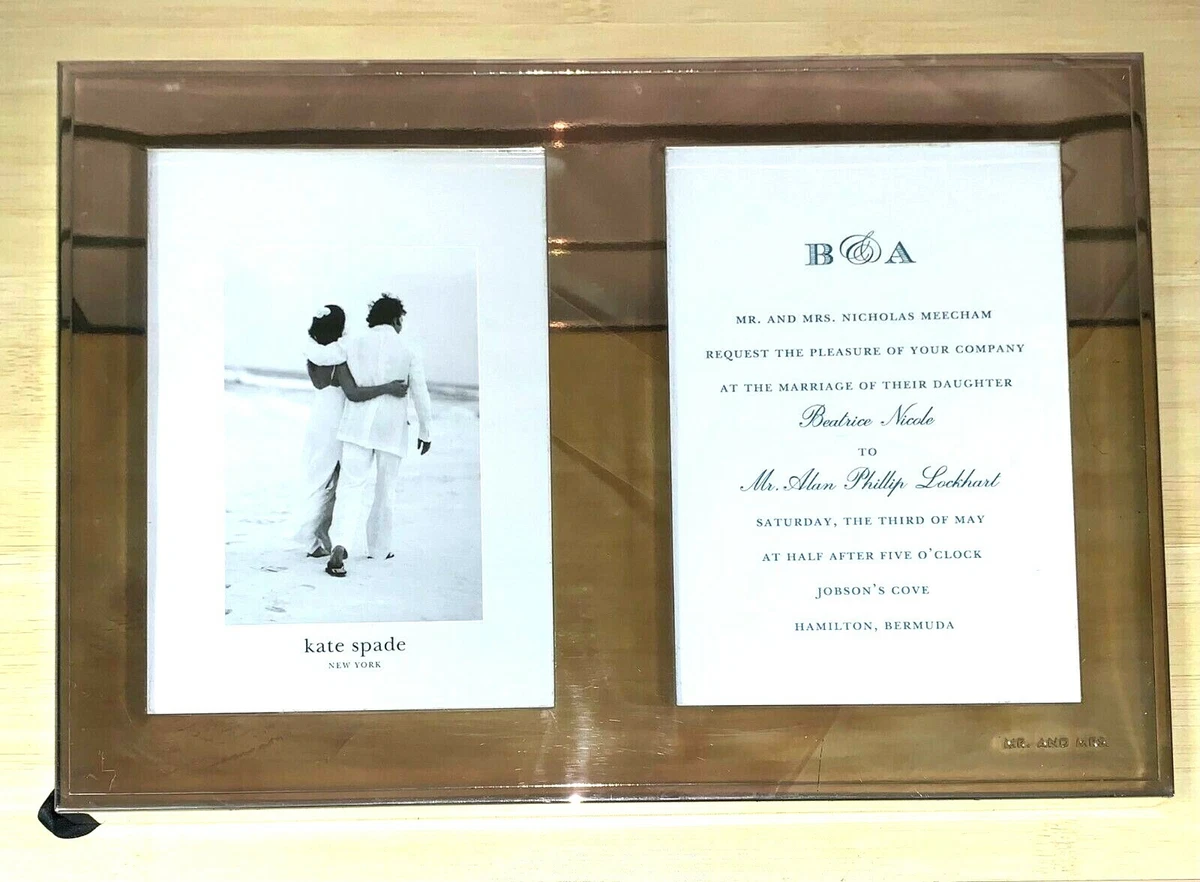 kate spade
NEW YORK
B&A
MR. AND MRS. NICHOLAS MEECHAM
REQUEST THE PLEASURE OF YOUR COMPANY
AT THE MARRIAGE OF THEIR DAUGHTER
Beatrice Nicole
TO
Mr. Alan Phillip Lockhart
SATURDAY, THE THIRD OF MAY
AT HALF AFTER FIVE O'CLOCK
JOBSON'S COVE
HAMILTON, BERMUDA
MR. AND MRS.